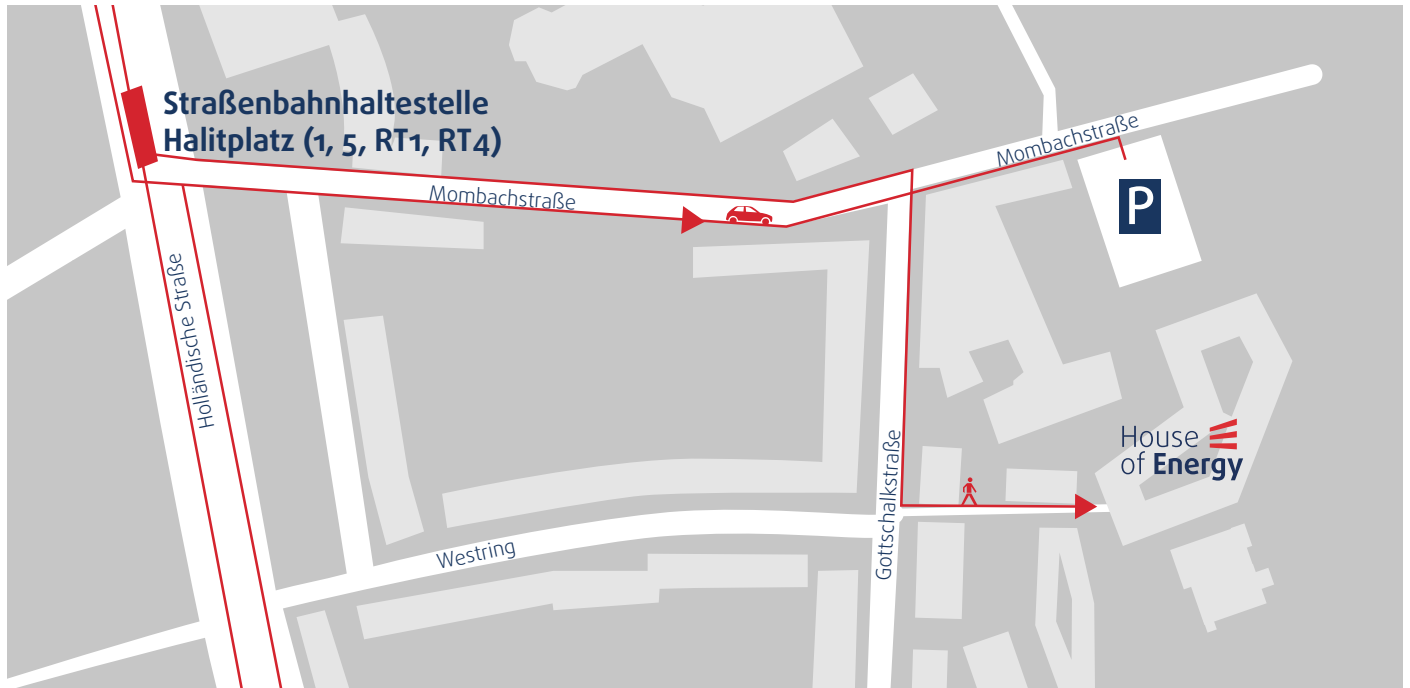 Straßenbahnhaltestelle
Halitplatz (1, 5, RT1, RT4)
Mombachstraße
Mombachstraße
P
Holländische Straße
House
of Energy
Gottschalkstraße
Westring